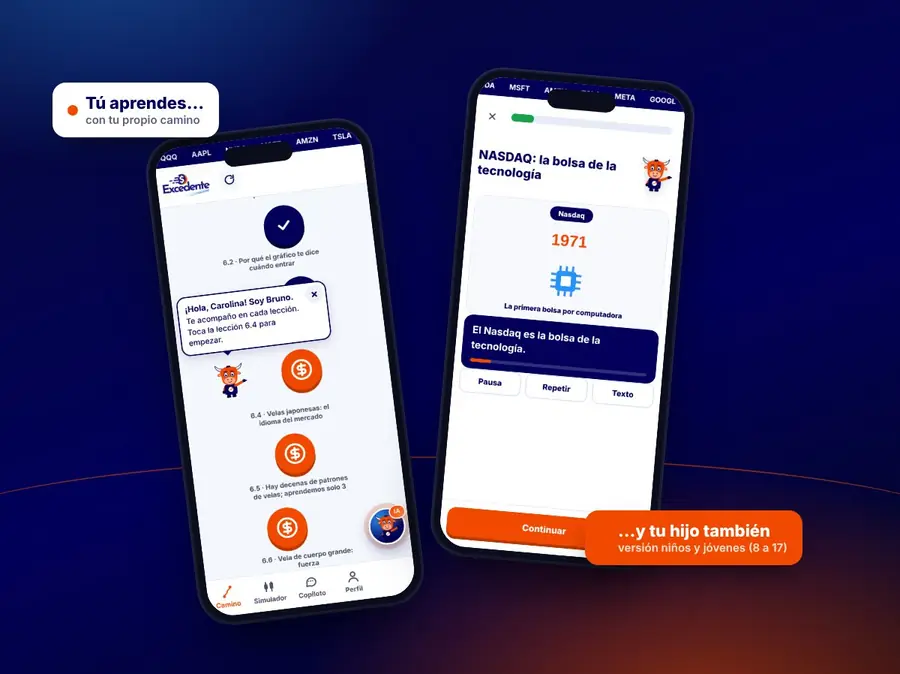 Tú aprendes...
con tu propio camino
QQQ AAPL AMZN TSLA
Excedente
6.2 · Por qué el gráfico te dice
cuándo entrar
¡Hola, Carolina! Soy Bruno.
Te acompaño en cada lección.
Toca la lección 6.4 para
empezar.
6.4 · Velas japonesas: el
idioma del mercado
6.5 · Hay decenas de patrones
de velas; aprendemos solo 3
6.6 · Vela de cuerpo grande:
fuerza
IA
Camino Simulador Copiloto Perfil
MSFT META GOOGL
NASDAQ: la bolsa de la
tecnología
Nasdaq
1971
La primera bolsa por computadora
El Nasdaq es la bolsa de la
tecnología.
Pausa Repetir Texto
Continuar
...y tu hijo también
versión niños y jóvenes (8 a 17)